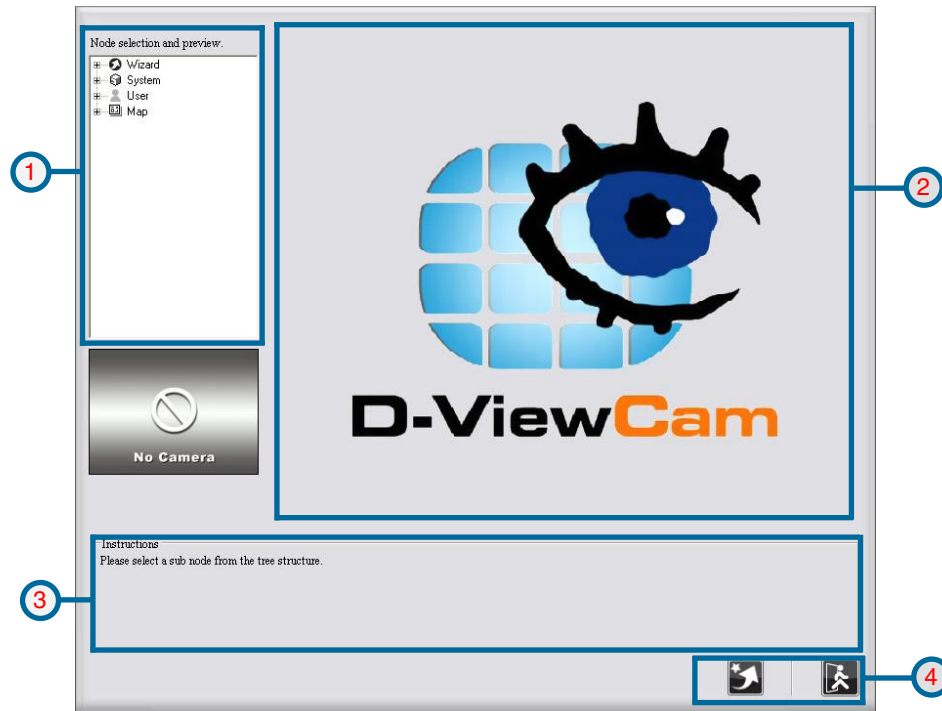 Node selection and preview.
Wizard
System
User
Map
1
2
D-ViewCam
No Camera
Instructions
Please select a sub node from the tree structure.
3
4